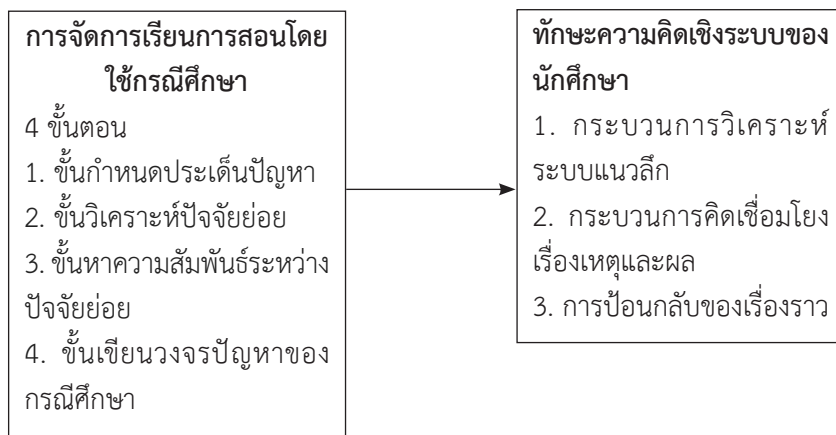 การจัดการเรียนการสอนโดย
ใช้กรณีศึกษา
4 ขั้นตอน
1. ขั้นกำหนดประเด็นปัญหา
2. ขั้นวิเคราะห์ปัจจัยย่อย
3. ขั้นหาความสัมพันธ์ระหว่าง
ปัจจัยย่อย
4. ขั้นเขียนวงจรปัญหาของ
กรณีศึกษา
ทักษะความคิดเชิงระบบของ
นักศึกษา
1. กระบวนการวิเคราะห์
ระบบแนวลึก
2. กระบวนการคิดเชื่อมโยง
เรื่องเหตุและผล
3. การป้อนกลับของเรื่องราว